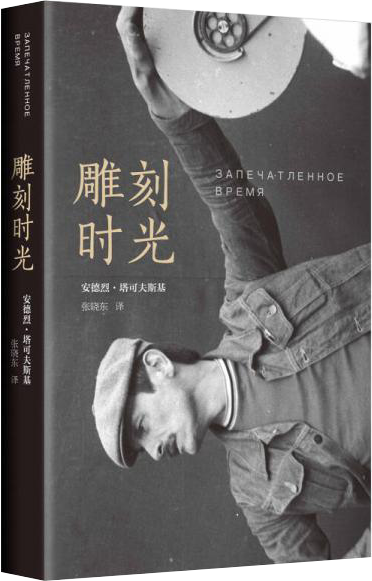 ЗАПЕЧАТЛЕННОЕ
ВРЕМЯ
雕刻时光
安德烈·塔可夫斯基
张晓东 译
雕刻
时光
ЗАПЕЧАТЛЕННОЕ
ВРЕМЯ
安德烈·塔可夫斯基
张晓东 译